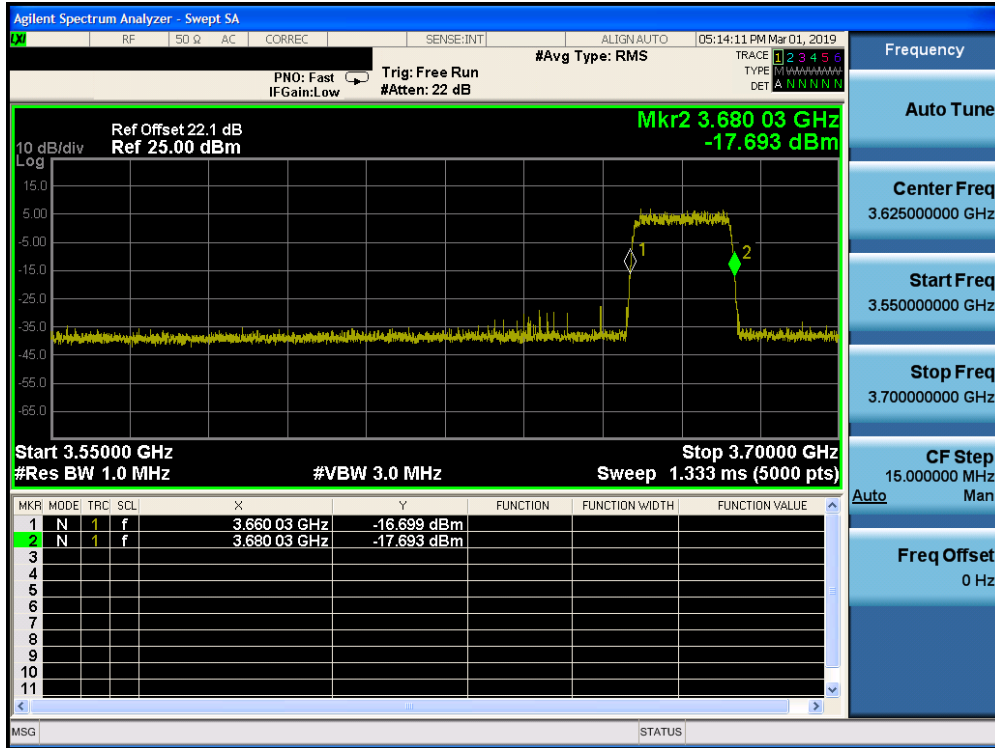 Agilent Spectrum Analyzer - Swept SA
LXI RF 50 Ω AC CORREC SENSE:INT ALIGNAUTO 05:14:11 PM Mar 01, 2019
#Avg Type: RMS TRACE 1 2 3 4 5 6
PNO: Fast Trig: Free Run TYPE M WWWWW
IFGain:Low #Atten: 22 dB DET A N N N N N
Ref Offset 22.1 dB Mkr2 3.680 03 GHz
10 dB/div Ref 25.00 dBm -17.693 dBm
Log
15.0
5.00
-5.00
1
2
-15.0
-25.0
-35.0
-45.0
-55.0
-65.0
Start 3.55000 GHz Stop 3.70000 GHz
#Res BW 1.0 MHz #VBW 3.0 MHz Sweep 1.333 ms (5000 pts)
MKR MODE TRC SCL X Y FUNCTION FUNCTION WIDTH FUNCTION VALUE
1 N 1 f 3.660 03 GHz -16.699 dBm
2 N 1 f 3.680 03 GHz -17.693 dBm
3
4
5
6
7
8
9
10
11
MSG STATUS
Frequency
Auto Tune
Center Freq
3.625000000 GHz
Start Freq
3.550000000 GHz
Stop Freq
3.700000000 GHz
CF Step
15.000000 MHz
Auto Man
Freq Offset
0 Hz